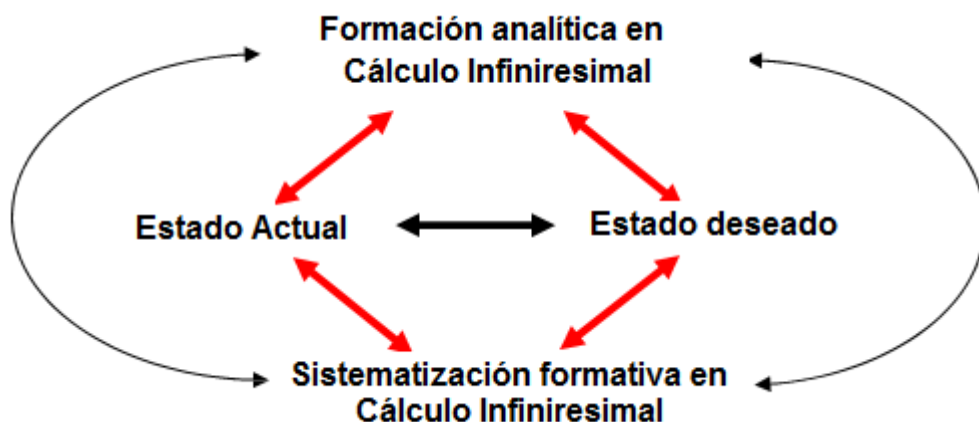 Formación analítica en
Cálculo Infiniresimal
Estado Actual
Estado deseado
Sistematización formativa en
Cálculo Infiniresimal